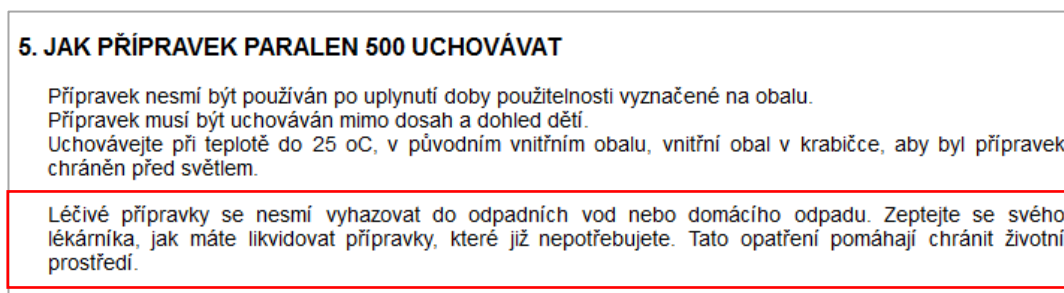 5. JAK PŘÍPRAVEK PARALEN 500 UCHOVÁVAT
Přípravek nesmí být používán po uplynutí doby použitelnosti vyznačené na obalu.
Přípravek musí být uchováván mimo dosah a dohled dětí.
Uchovávejte při teplotě do 25 oC, v původním vnitřním obalu, vnitřní obal v krabičce, aby byl přípravek
chráněn před světlem.
Léčivé přípravky se nesmí vyhazovat do odpadních vod nebo domácího odpadu. Zeptejte se svého
lékárníka, jak máte likvidovat přípravky, které již nepotřebujete. Tato opatření pomáhají chránit životní
prostředí.